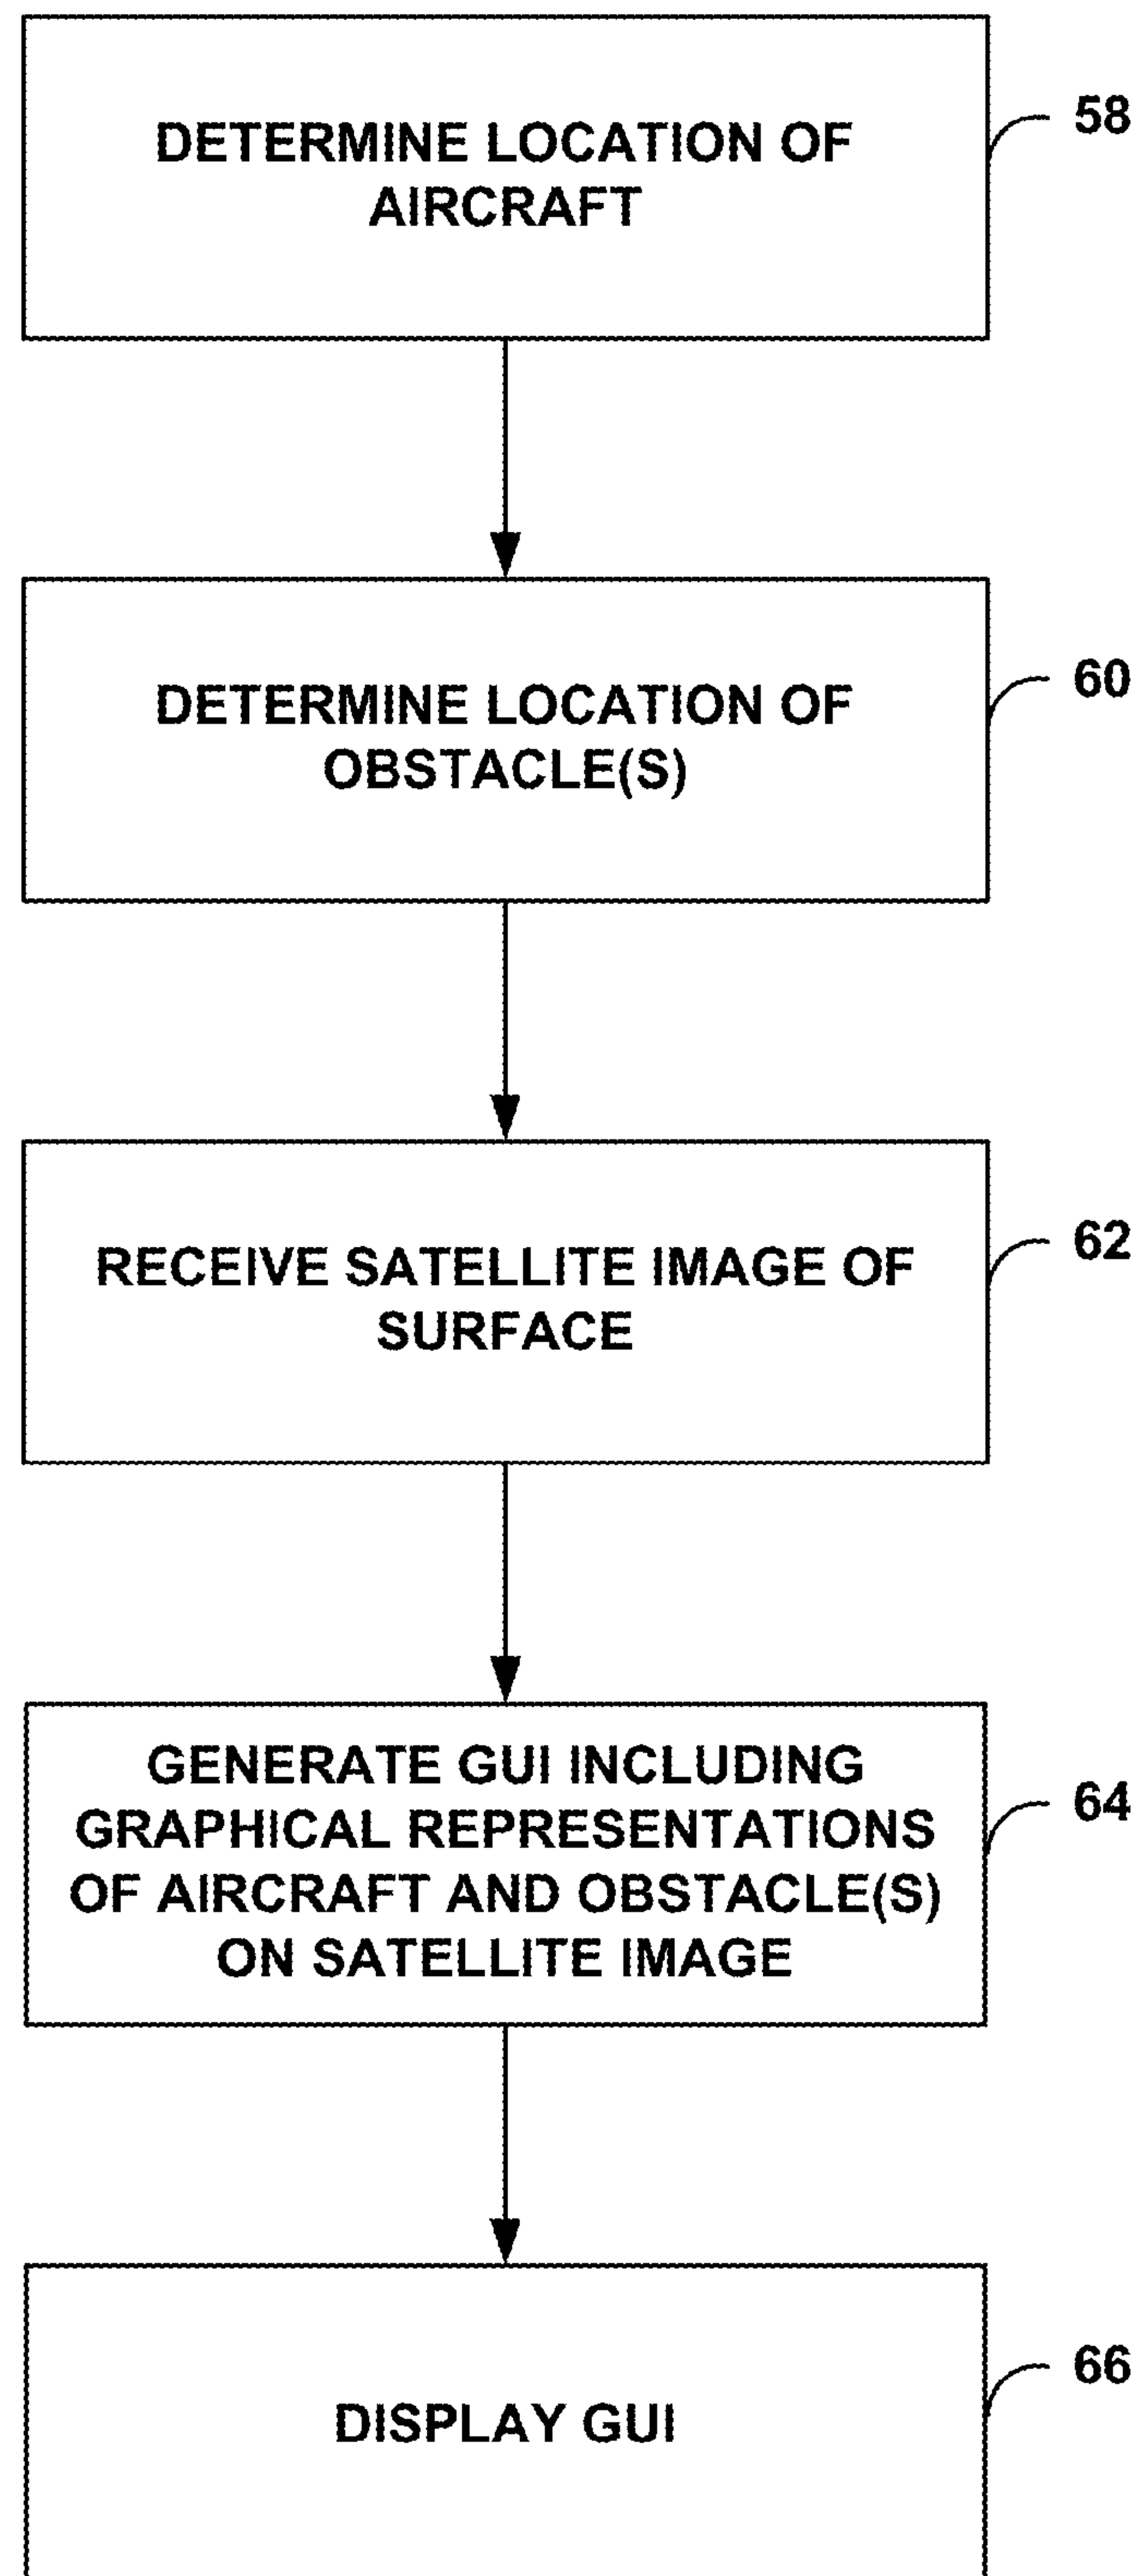 DETERMINE LOCATION OF
AIRCRAFT
58
DETERMINE LOCATION OF
OBSTACLE(S)
60
RECEIVE SATELLITE IMAGE OF
SURFACE
62
GENERATE GUI INCLUDING
GRAPHICAL REPRESENTATIONS
OF AIRCRAFT AND OBSTACLE(S)
ON SATELLITE IMAGE
64
DISPLAY GUI
66